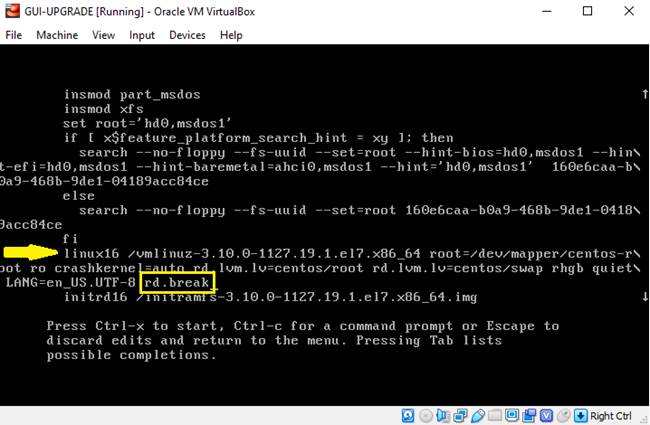 GUI-UPGRADE [Running] - Oracle VM VirtualBox
File Machine View Input Devices Help
insmod part_msdos
insmod xfs
set root='hd0,msdos1'
if [ x$feature_platform_search_hint = xy ]; then
search --no-floppy --fs-uuid --set=root --hint-bios=hd0,msdos1 --hin\
t-efi=hd0,msdos1 --hint-baremetal=ahci0,msdos1 --hint='hd0,msdos1'  160e6caa-b\
0a9-468b-9de1-04189acc84ce
else
search --no-floppy --fs-uuid --set=root 160e6caa-b0a9-468b-9de1-0418\
9acc84ce
fi
linux16 /vmlinuz-3.10.0-1127.19.1.el7.x86_64 root=/dev/mapper/centos-r\
oot ro crashkernel=auto rd.lvm.lv=centos/root rd.lvm.lv=centos/swap rhgb quiet\
LANG=en_US.UTF-8 rd.break_
initrd16 /initramfs-3.10.0-1127.19.1.el7.x86_64.img
Press Ctrl-x to start, Ctrl-c for a command prompt or Escape to
discard edits and return to the menu. Pressing Tab lists
possible completions.
Right Ctrl